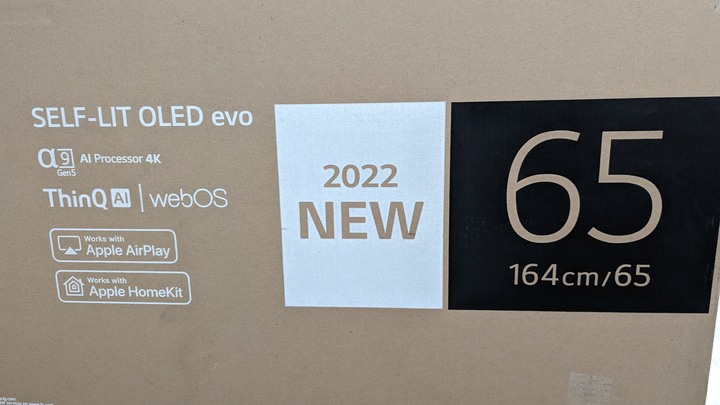 SELF-LIT OLED evo
α9 Gen5 AI Processor 4K
ThinQ AI | webOS
Works with
Apple AirPlay
Works with
Apple HomeKit
2022
NEW
65
164cm/65